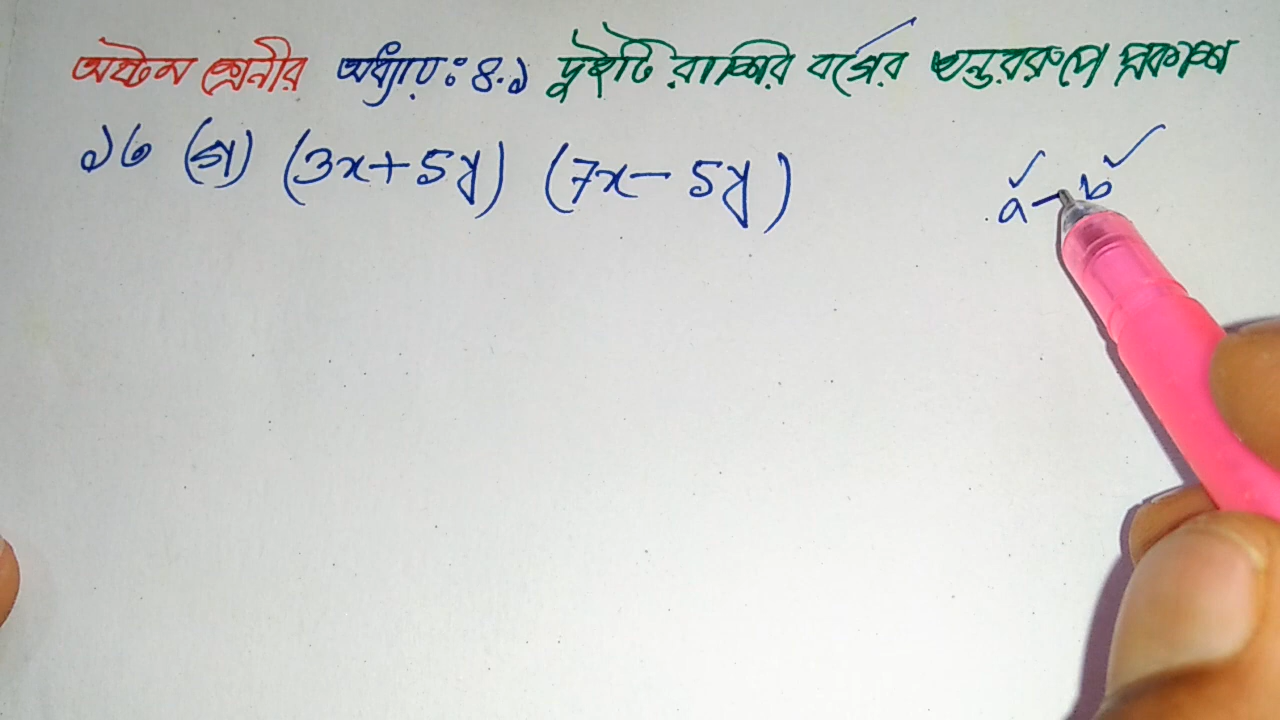 অষ্টম শ্রেনীর অধ্যায়ঃ ৪.১ দুইটি রাশির বর্গের অন্তররূপে প্রকাশ
১৬ (গ) (3x+5y) (7x-5y)
a - b